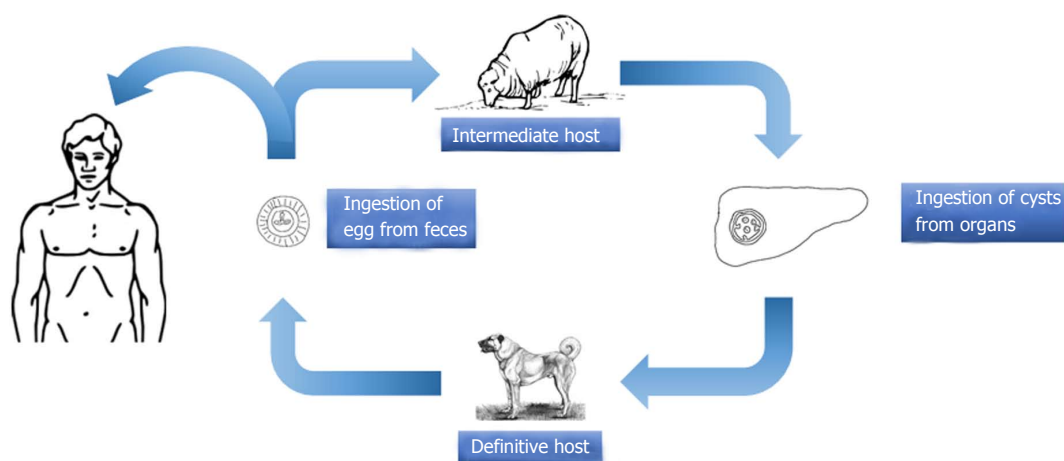 Intermediate host
Ingestion of
egg from feces
Ingestion of cysts
from organs
Definitive host